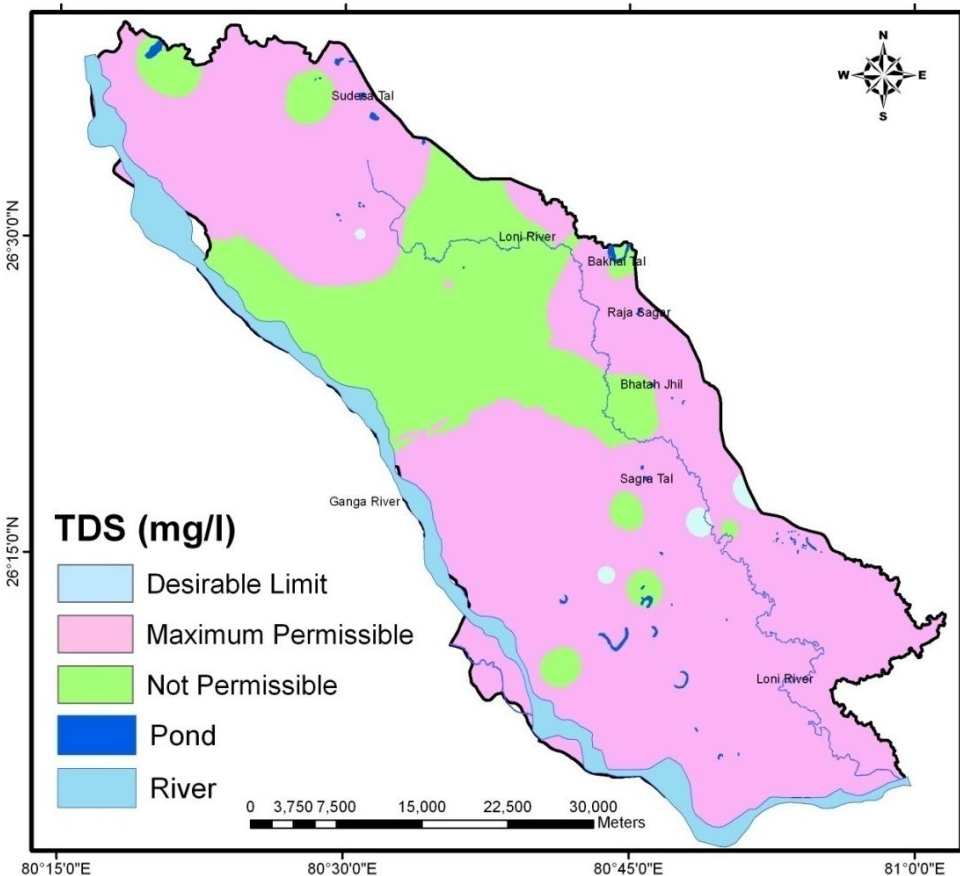 N
W E
S
Sudesa Tal
26°30'0"N
Loni River
Bakhai Tal
Raja Sagar
Bhatah Jhil
Sagra Tal
Ganga River
26°15'0"N
TDS (mg/l)
Desirable Limit
Maximum Permissible
Not Permissible
Pond
River
Loni River
0 3,750 7,500 15,000 22,500 30,000
Meters
80°15'0"E 80°30'0"E 80°45'0"E 81°0'0"E